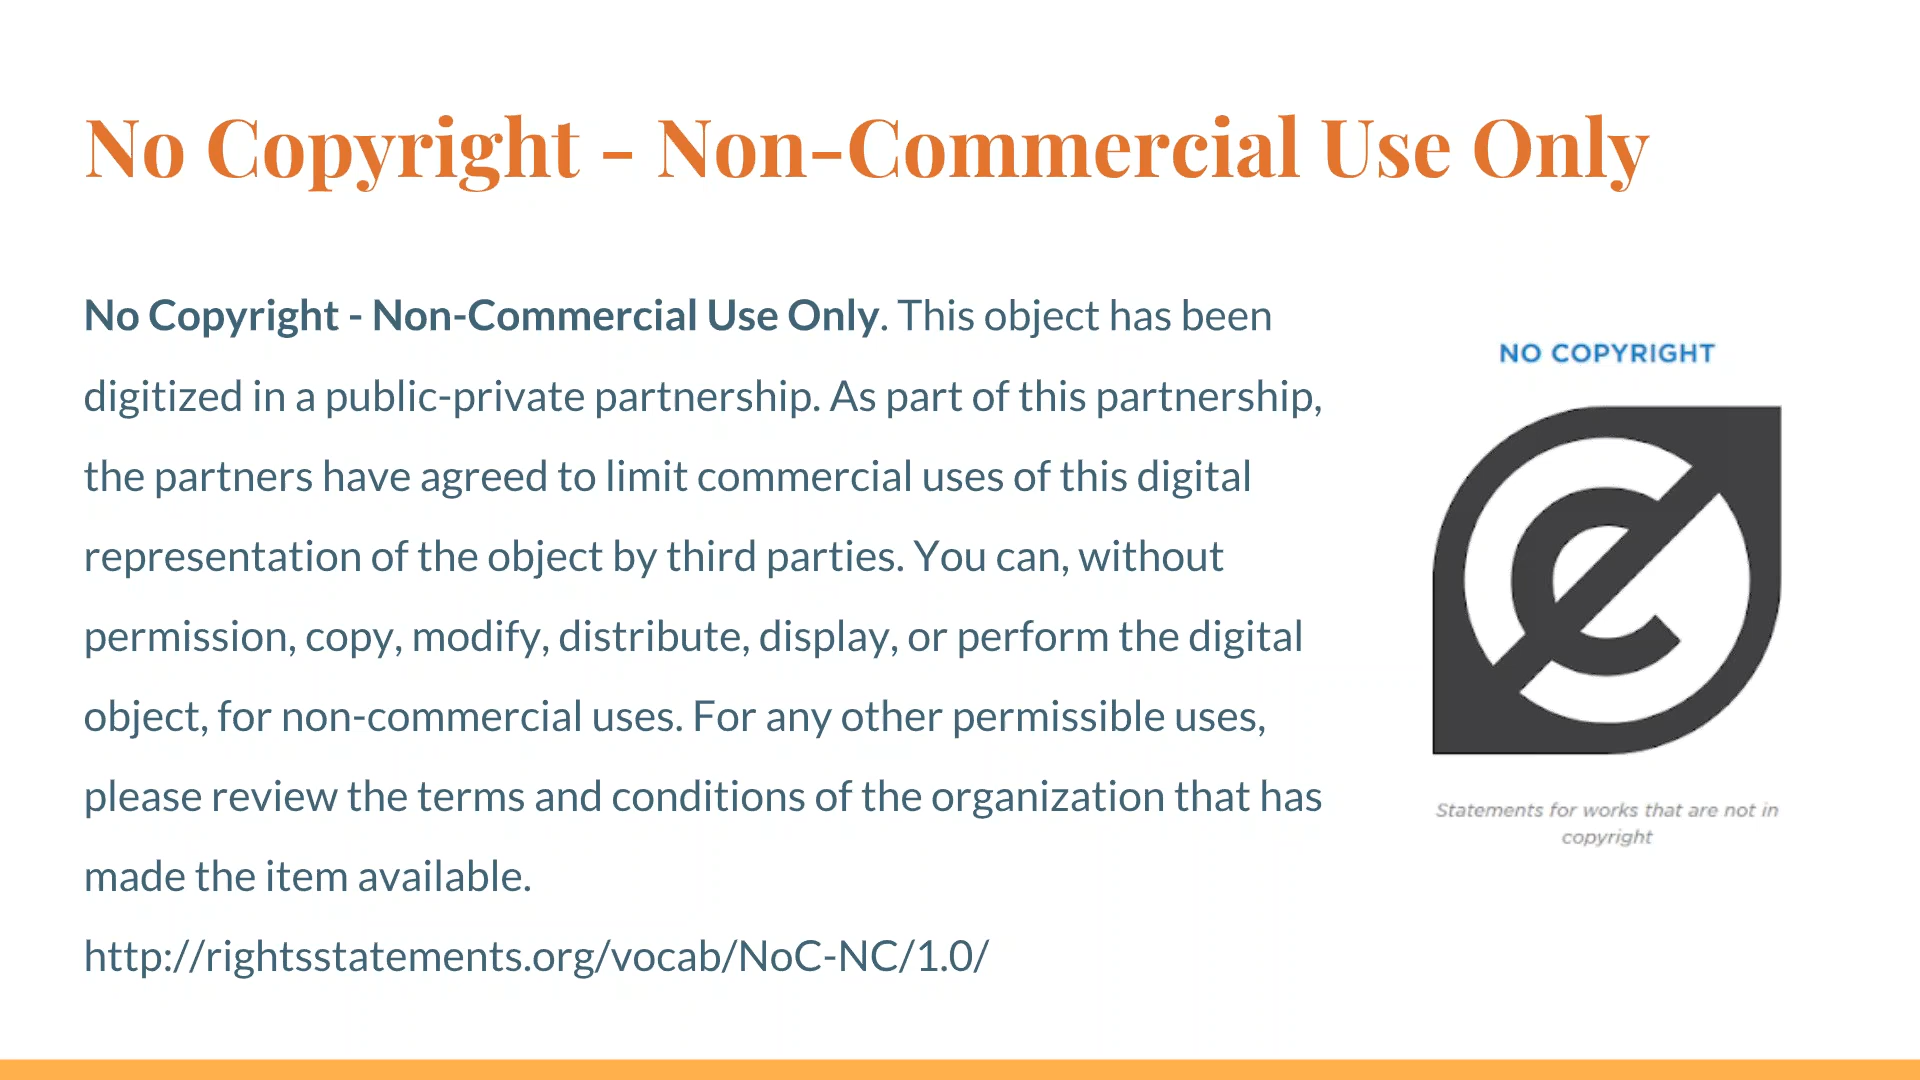 No Copyright - Non-Commercial Use Only
No Copyright - Non-Commercial Use Only. This object has been
digitized in a public-private partnership. As part of this partnership,
the partners have agreed to limit commercial uses of this digital
representation of the object by third parties. You can, without
permission, copy, modify, distribute, display, or perform the digital
object, for non-commercial uses. For any other permissible uses,
please review the terms and conditions of the organization that has
made the item available.
http://rightsstatements.org/vocab/NoC-NC/1.0/
NO COPYRIGHT
Statements for works that are not in
copyright